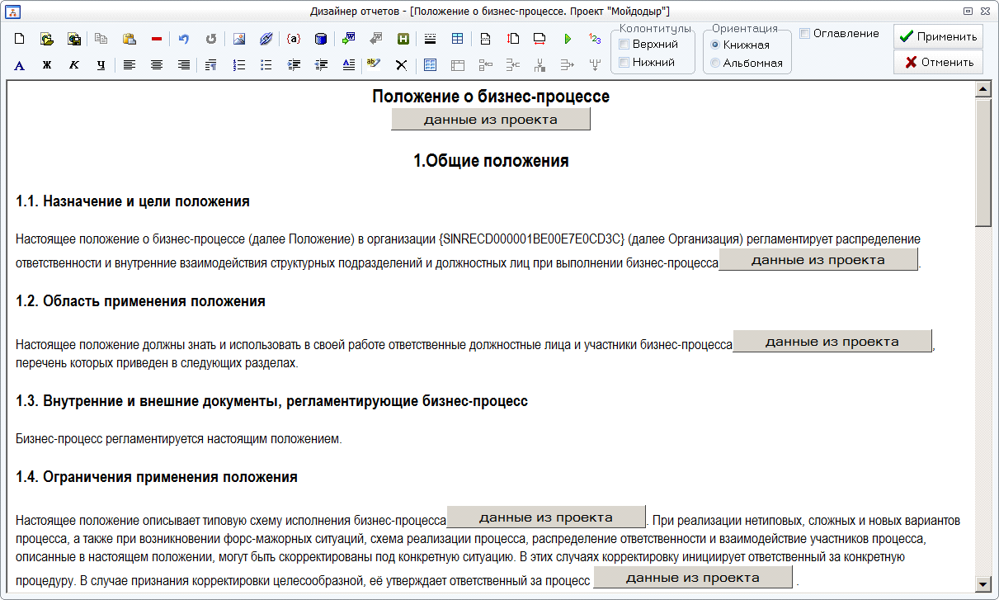 Дизайнер отчетов - [Положение о бизнес-процессе. Проект "Мойдодыр"]
{a} W W H 1 2 3 Колонтитулы Верхний Ориентация Книжная Оглавление Применить
А Ж К Ч ab Нижний Альбомная Отменить
Положение о бизнес-процессе
данные из проекта
1.Общие положения
1.1. Назначение и цели положения
Настоящее положение о бизнес-процессе (далее Положение) в организации {SINRECD000001BE00E7E0CD3C} (далее Организация) регламентирует распределение
ответственности и внутренние взаимодействия структурных подразделений и должностных лиц при выполнении бизнес-процесса данные из проекта .
1.2. Область применения положения
Настоящее положение должны знать и использовать в своей работе ответственные должностные лица и участники бизнес-процесса данные из проекта ,
перечень которых приведен в следующих разделах.
1.3. Внутренние и внешние документы, регламентирующие бизнес-процесс
Бизнес-процесс регламентируется настоящим положением.
1.4. Ограничения применения положения
Настоящее положение описывает типовую схему исполнения бизнес-процесса данные из проекта . При реализации нетиповых, сложных и новых вариантов
процесса, а также при возникновении форс-мажорных ситуаций, схема реализации процесса, распределение ответственности и взаимодействие участников процесса,
описанные в настоящем положении, могут быть скорректированы под конкретную ситуацию. В этих случаях корректировку инициирует ответственный за конкретную
процедуру. В случае признания корректировки целесообразной, её утверждает ответственный за процесс данные из проекта .